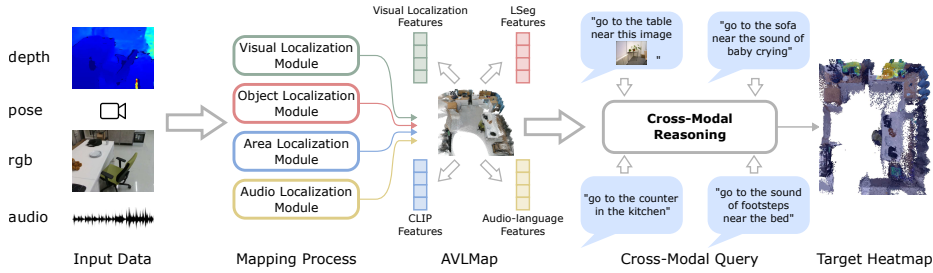 depth
pose
rgb
audio
Input Data
Visual Localization
Module
Object Localization
Module
Area Localization
Module
Audio Localization
Module
Mapping Process
Visual Localization
Features
LSeg
Features
CLIP
Features
Audio-language
Features
AVLMap
"go to the table
near this image
"
"go to the sofa
near the sound of
baby crying"
Cross-Modal
Reasoning
"go to the counter
in the kitchen"
"go to the sound
of footsteps
near the bed"
Cross-Modal Query
Target Heatmap